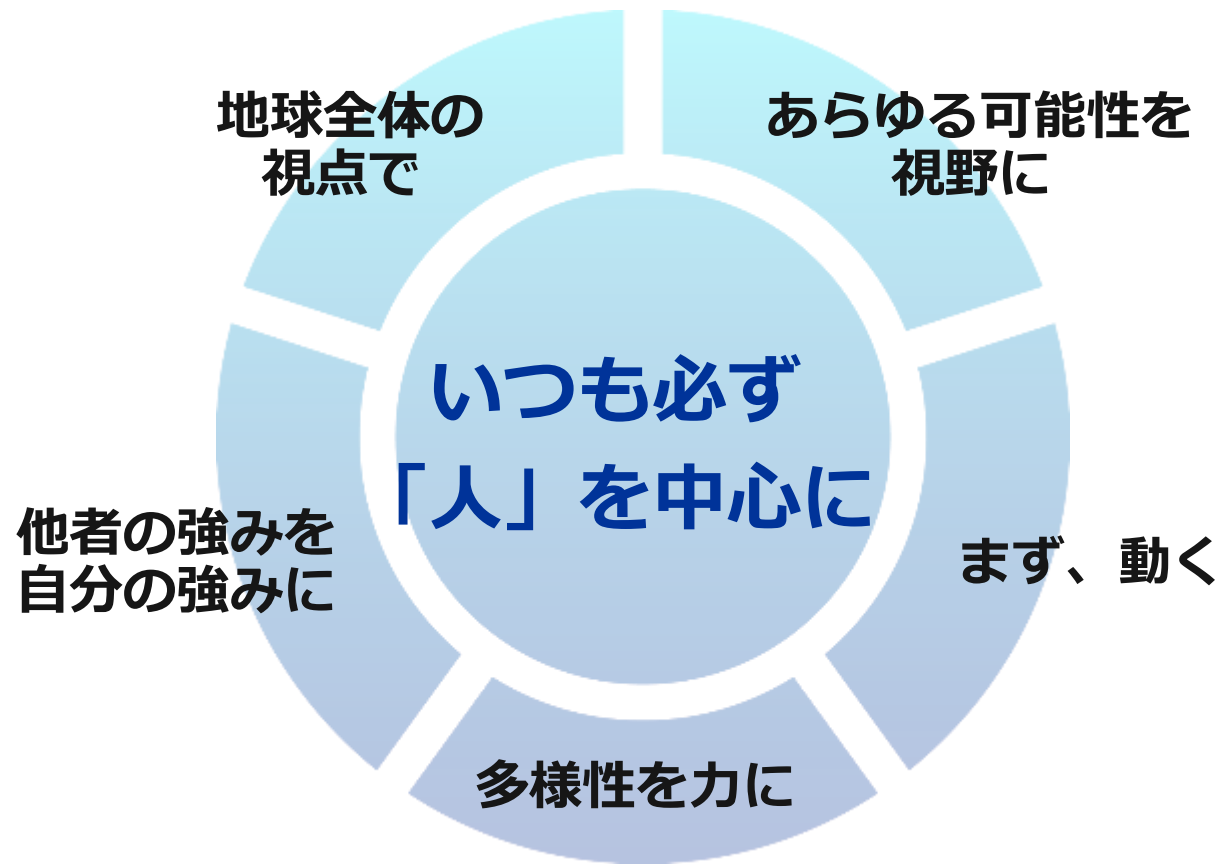 地球全体の
視点で
あらゆる可能性を
視野に
いつも必ず
「人」を中心に
他者の強みを
自分の強みに
まず、動く
多様性を力に